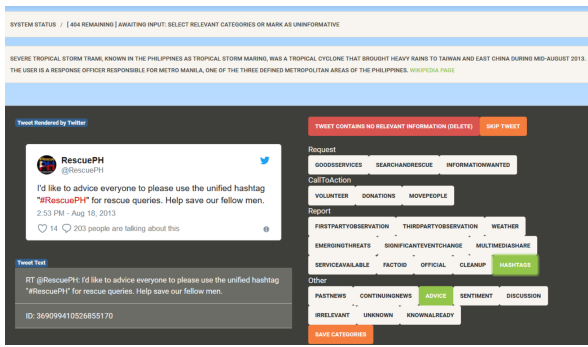 SYSTEM STATUS / [ 404 REMAINING ] AWAITING INPUT: SELECT RELEVANT CATEGORIES OR MARK AS UNINFORMATIVE
SEVERE TROPICAL STORM TRAMI, KNOWN IN THE PHILIPPINES AS TROPICAL STORM MARING, WAS A TROPICAL CYCLONE THAT BROUGHT HEAVY RAINS TO TAIWAN AND EAST CHINA DURING MID-AUGUST 2013.
THE USER IS A RESPONSE OFFICER RESPONSIBLE FOR METRO MANILA, ONE OF THE THREE DEFINED METROPOLITAN AREAS OF THE PHILIPPINES. WIKIPEDIA PAGE
Tweet Rendered by Twitter
RescuePH
@RescuePH
I'd like to advice everyone to please use the unified hashtag
"#RescuePH" for rescue queries. Help save our fellow men.
2:53 PM - Aug 18, 2013
14 203 people are talking about this
Tweet Text
RT @RescuePH: I'd like to advice everyone to please use the unified hashtag
"#RescuePH" for rescue queries. Help save our fellow men.
ID: 369099410526855170
TWEET CONTAINS NO RELEVANT INFORMATION (DELETE) SKIP TWEET
Request
GOODSSERVICES SEARCHANDRESCUE INFORMATIONWANTED
CallToAction
VOLUNTEER DONATIONS MOVEPEOPLE
Report
FIRSTPARTYOBSERVATION THIRDPARTYOBSERVATION WEATHER
EMERGINGTHREATS SIGNIFICANTEVENTCHANGE MULTIMEDIASHARE
SERVICEAVAILABLE FACTOID OFFICIAL CLEANUP HASHTAGS
Other
PASTNEWS CONTINUINGNEWS ADVICE SENTIMENT DISCUSSION
IRRELEVANT UNKNOWN KNOWNALREADY
SAVE CATEGORIES